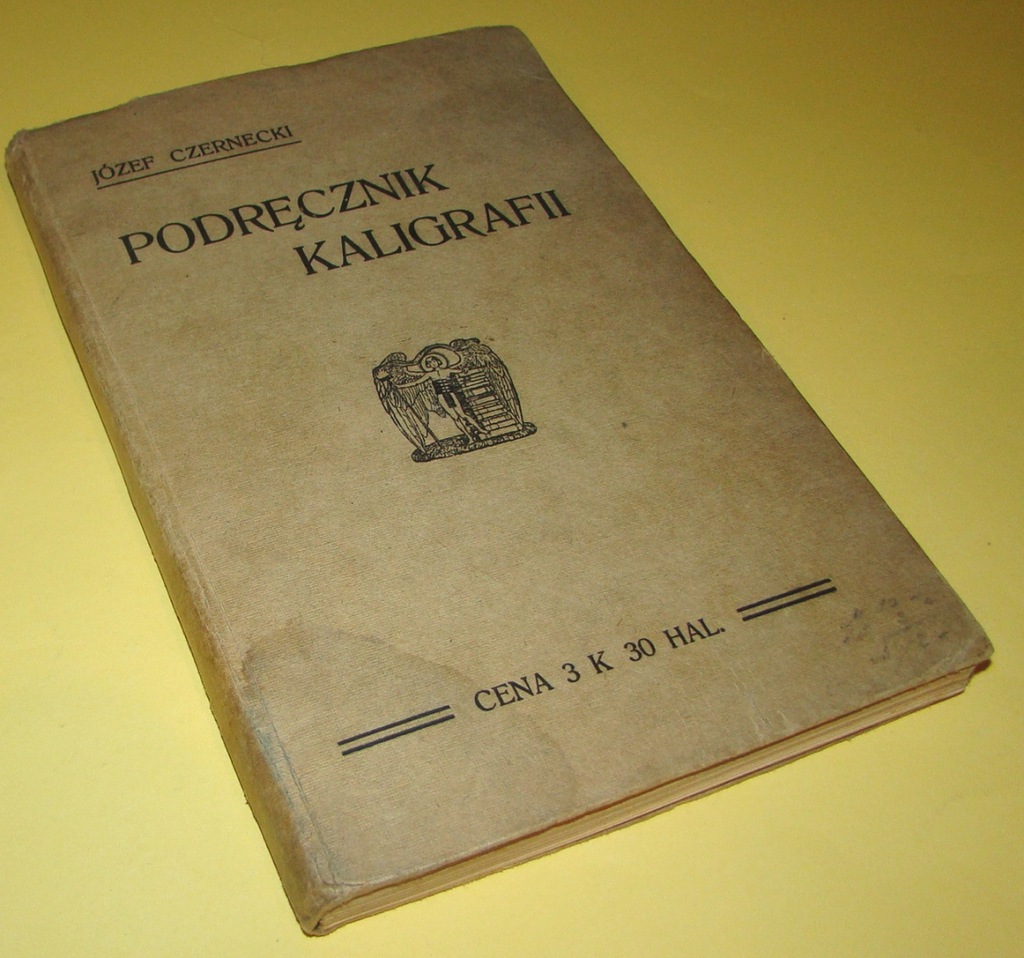 JÓZEF CZERNECKI
PODRĘCZNIK
KALIGRAFII
CENA 3 K 30 HAL.